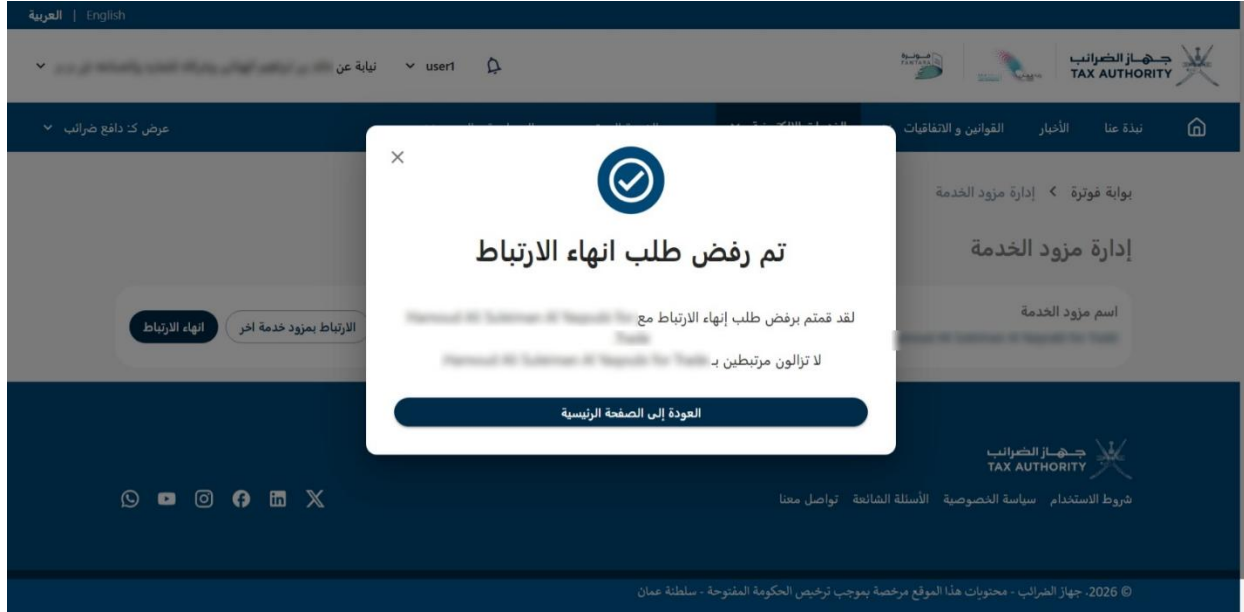 العربية | English
جهاز الضرائب
TAX AUTHORITY
user1
نيابة عن
نبذة عنا
الأخبار
القوانين و الاتفاقيات
عرض كـ: دافع ضرائب
بوابة فوترة > إدارة مزود الخدمة
إدارة مزود الخدمة
اسم مزود الخدمة
الارتباط بمزود خدمة اخر
انهاء الارتباط
تم رفض طلب انهاء الارتباط
لقد قمتم برفض طلب إنهاء الارتباط مع
لا تزالون مرتبطين بـ
العودة إلى الصفحة الرئيسية
جهاز الضرائب
TAX AUTHORITY
شروط الاستخدام سياسة الخصوصية الأسئلة الشائعة تواصل معنا
© 2026، جهاز الضرائب - محتويات هذا الموقع مرخصة بموجب ترخيص الحكومة المفتوحة - سلطنة عمان